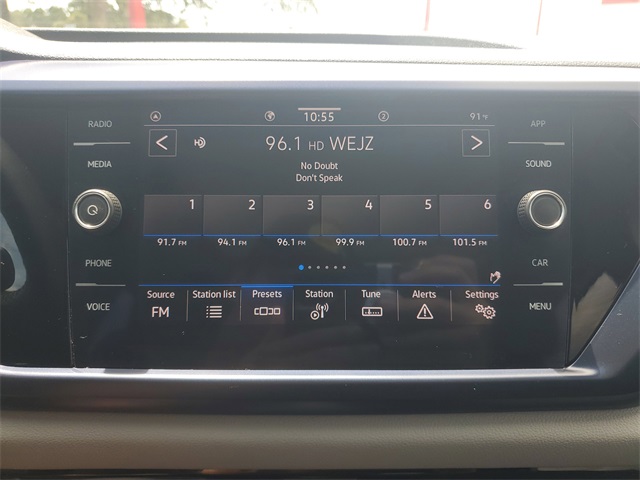 10:55
2
91 °F
RADIO
APP
96.1 HD WEJZ
MEDIA
SOUND
No Doubt
Don't Speak
1 2 3 4 5 6
91.7 FM 94.1 FM 96.1 FM 99.9 FM 100.7 FM 101.5 FM
PHONE
CAR
Source Station list Presets Station Tune Alerts Settings
VOICE
FM
MENU